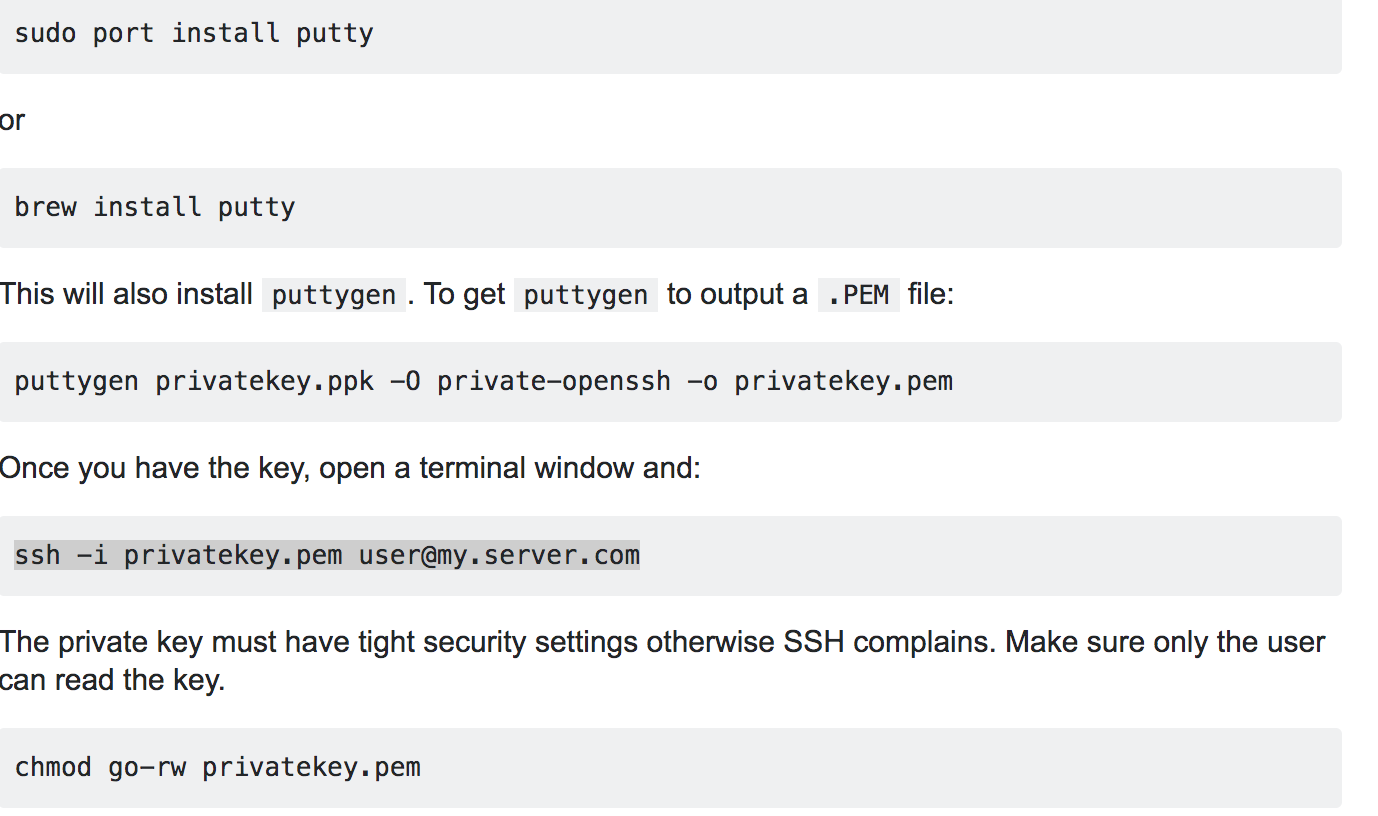 sudo port install putty
or
brew install putty
This will also install puttygen. To get puttygen to output a .PEM file:
puttygen privatekey.ppk -O private-openssh -o privatekey.pem
Once you have the key, open a terminal window and:
ssh -i privatekey.pem user@my.server.com
The private key must have tight security settings otherwise SSH complains. Make sure only the user
can read the key.
chmod go-rw privatekey.pem